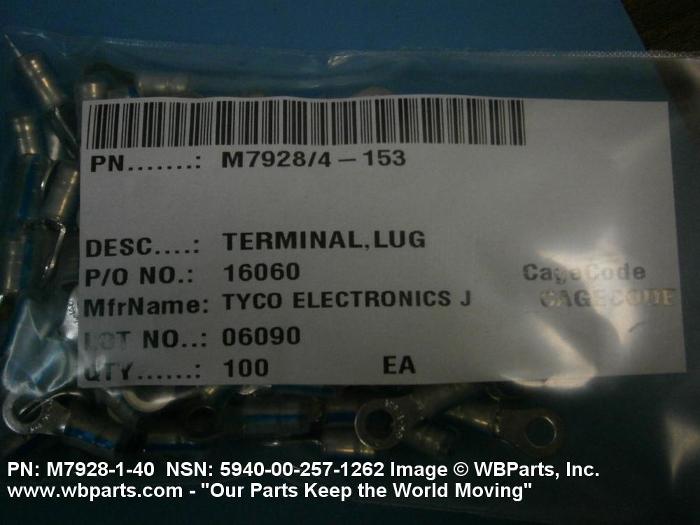 PN.......: M7928/4-153
DESC....: TERMINAL,LUG
P/O NO.: 16060 CageCode
MfrName: TYCO ELECTRONICS J CAGECODE
LOT NO..: 06090
QTY......: 100 EA
PN: M7928-1-40 NSN: 5940-00-257-1262 Image © WBParts, Inc.
www.wbparts.com - "Our Parts Keep the World Moving"